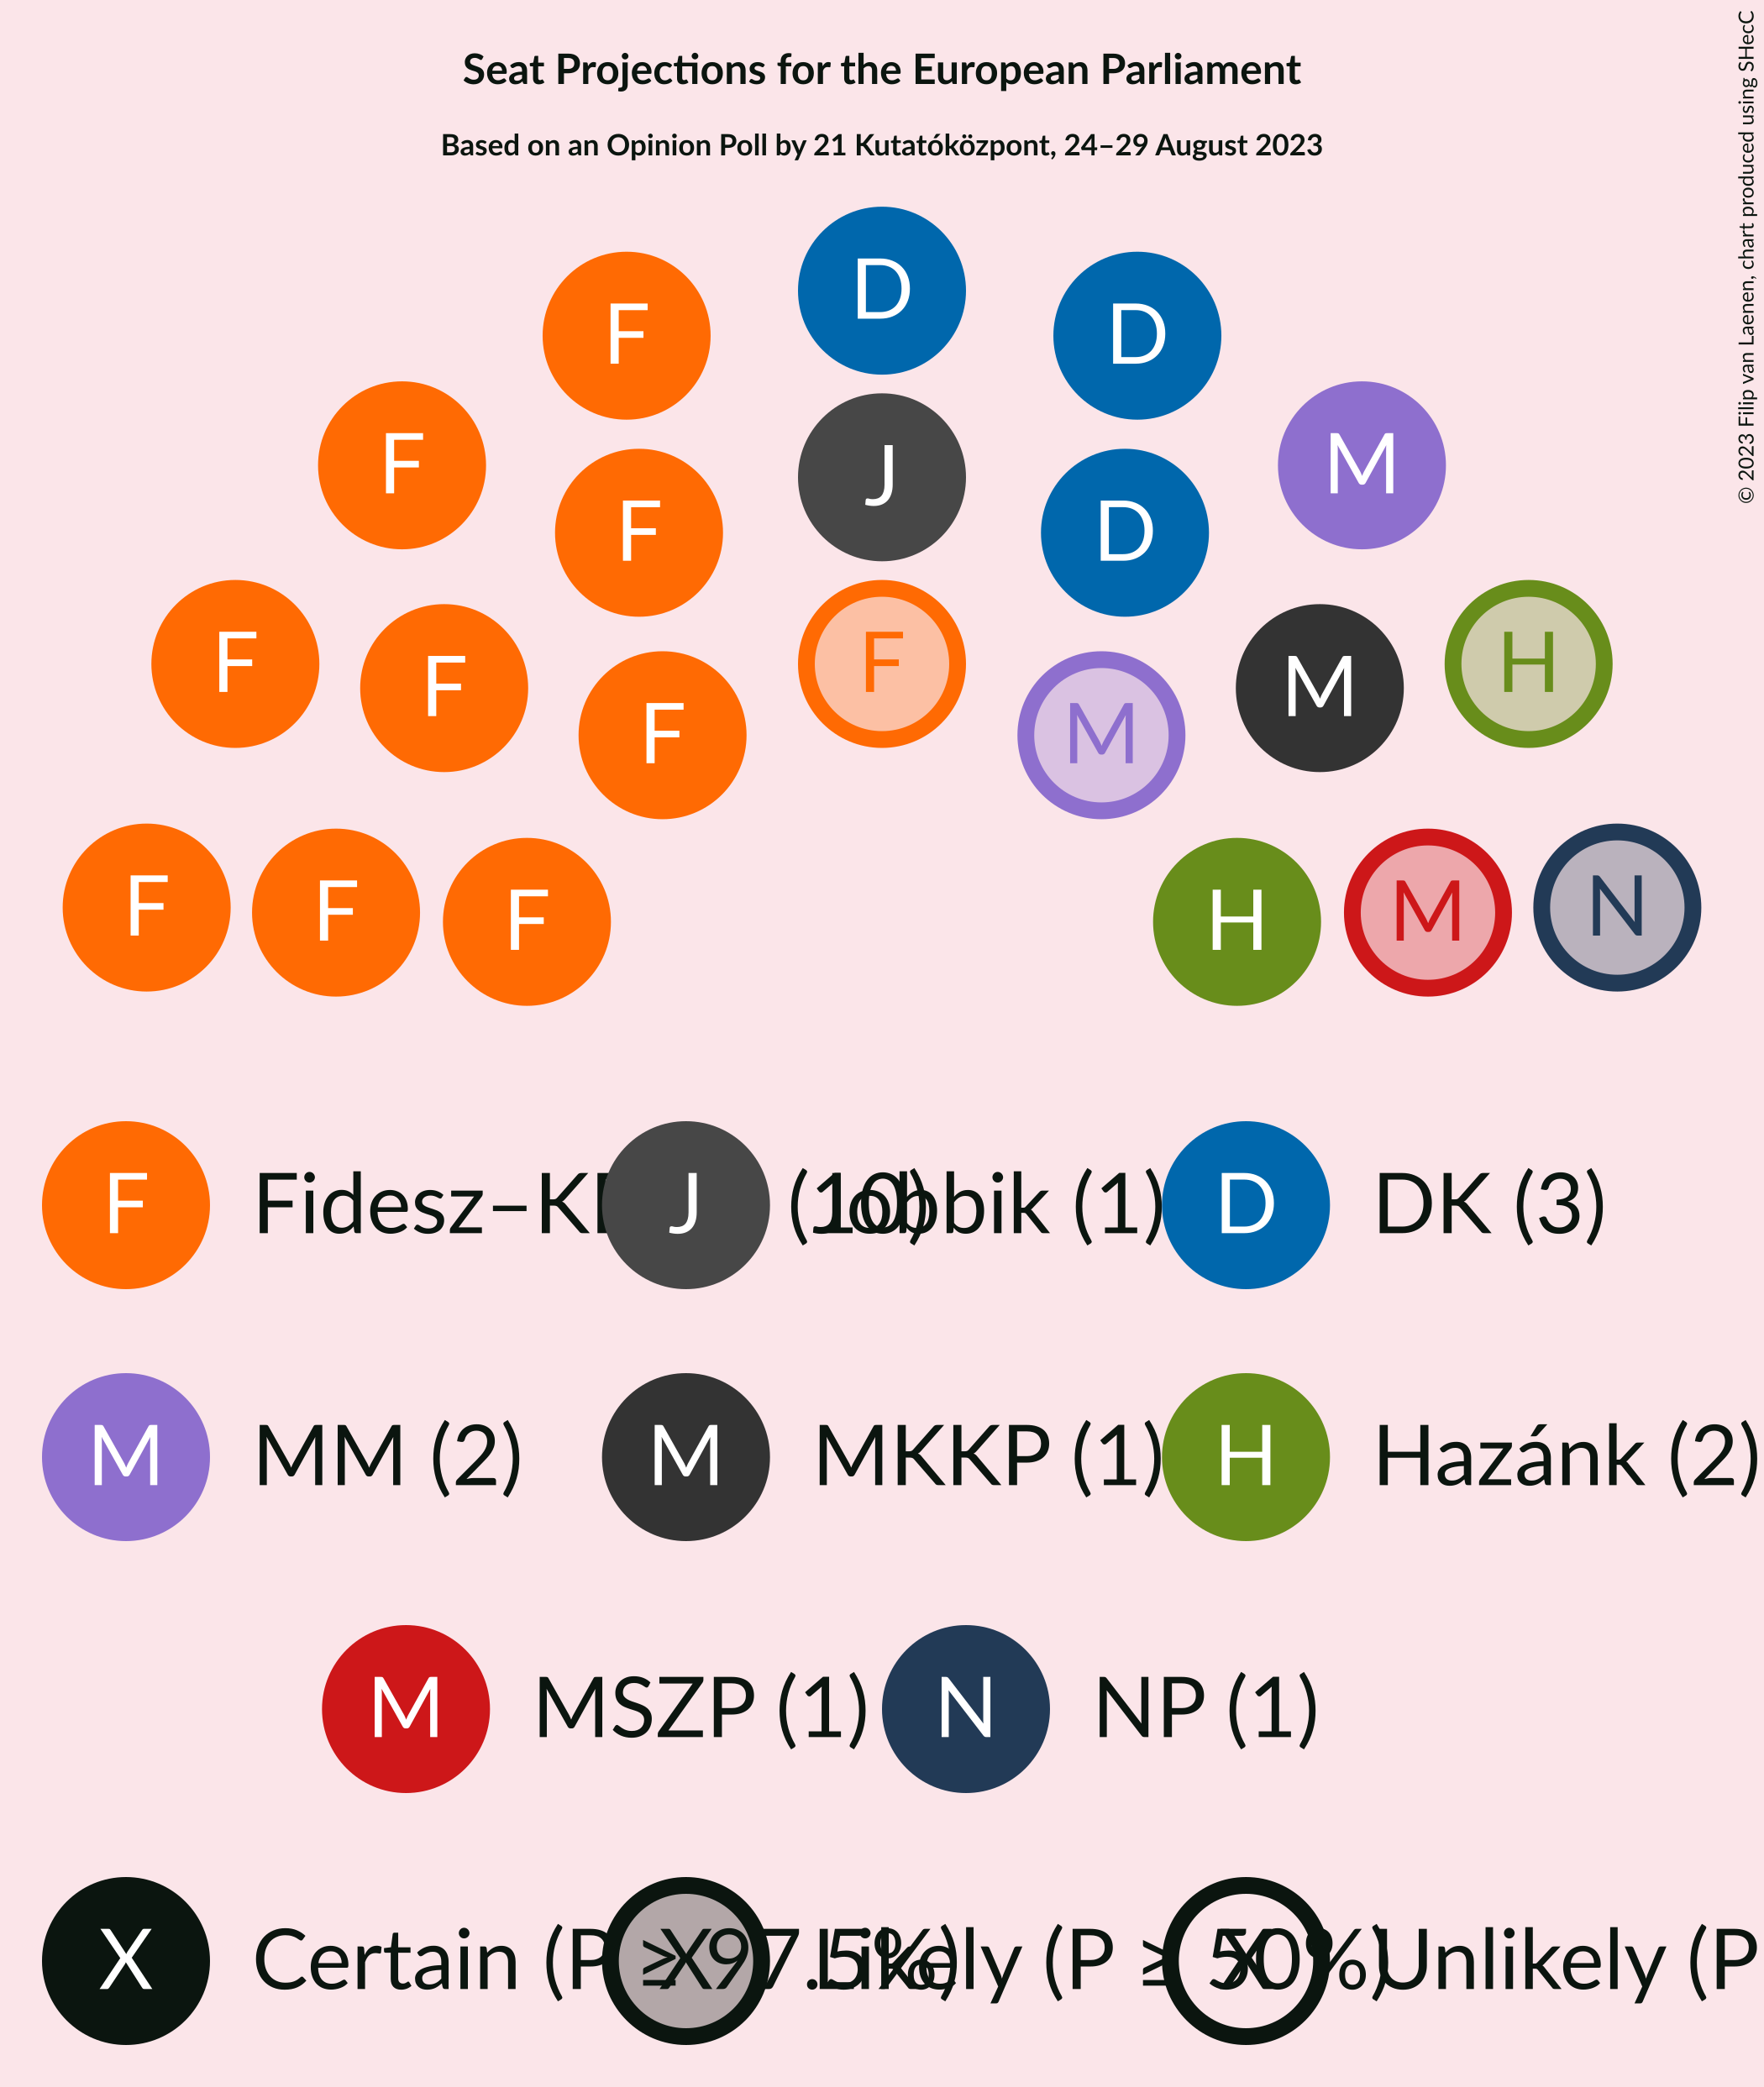 Seat Projections for the European Parliament
Based on an Opinion Poll by 21 Kutatóközpont, 24–29 August 2023
© 2023 Filip van Laenen, chart produced using SHecC
D
F D
F M
J
F D
F F H
F M
F M
F F N
F M
F H
F Fidesz–K (10) J Jobbik (1) D DK (3)
M MM (2) M MKKP (1) H Hazánk (2)
M MSZP (1) N NP (1)
X Certain (P ≥ 97.5%) X Likely (P ≥ 50%) X Unlikely (P